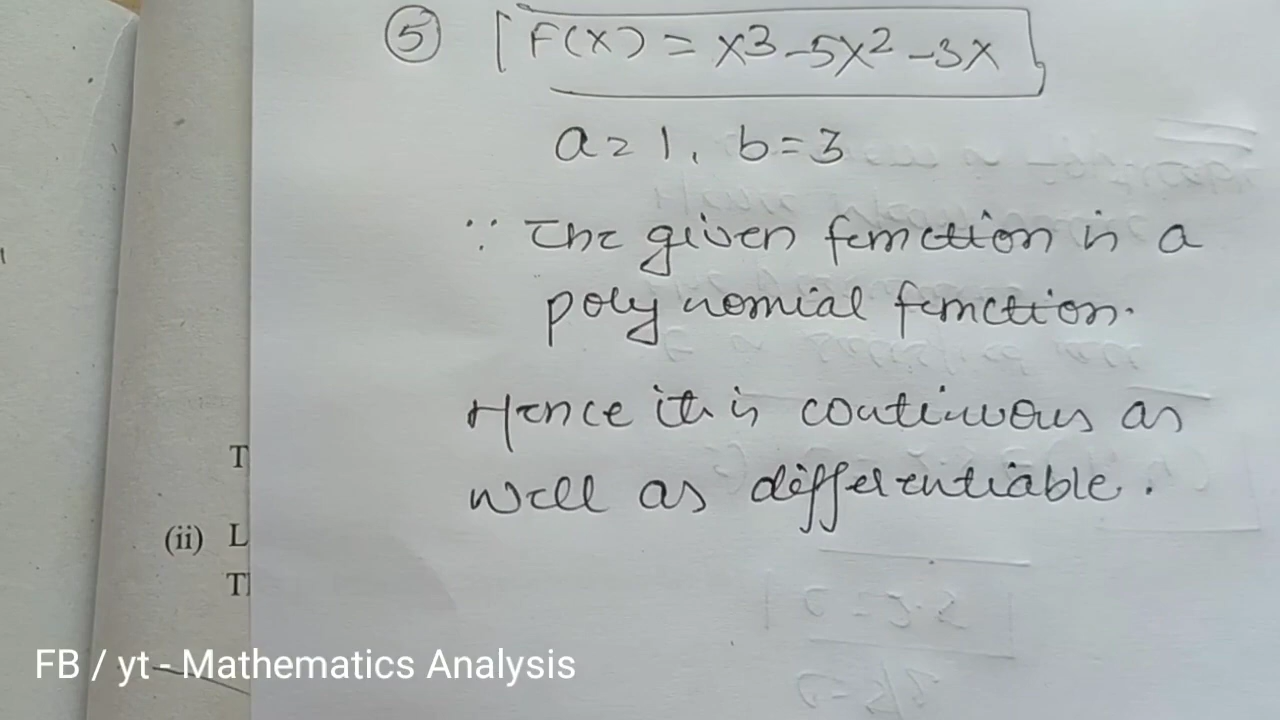 ⑤ F(x) = x³ - 5x² - 3x
a = 1, b = 3
∵ The given function is a
polynomial function.
Hence it is continuous as
well as differentiable.
T
(ii) L
Tl
FB / yt - Mathematics Analysis